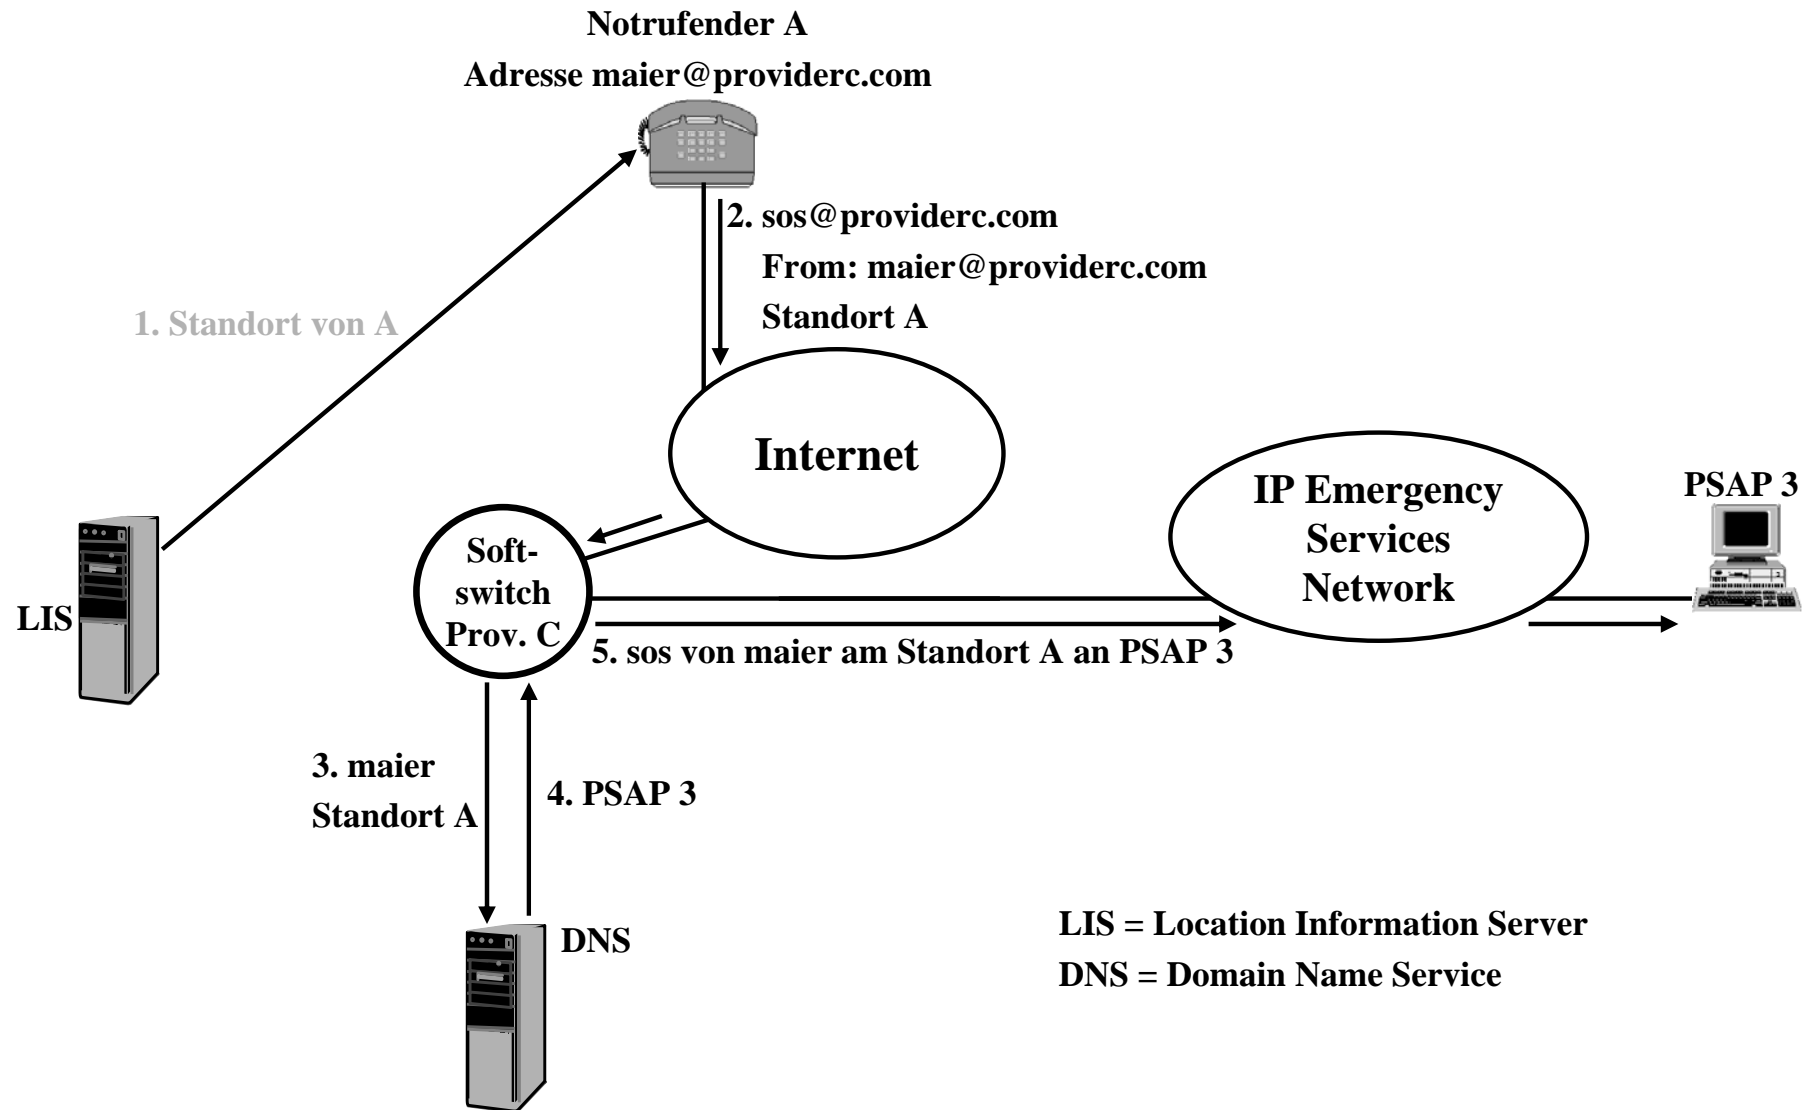 Notrufender A
Adresse maier@providerc.com
2. sos@providerc.com
From: maier@providerc.com
Standort A
1. Standort von A
Internet
IP Emergency
Services
Network
PSAP 3
Soft-
switch
Prov. C
LIS
5. sos von maier am Standort A an PSAP 3
3. maier
Standort A
4. PSAP 3
DNS
LIS = Location Information Server
DNS = Domain Name Service